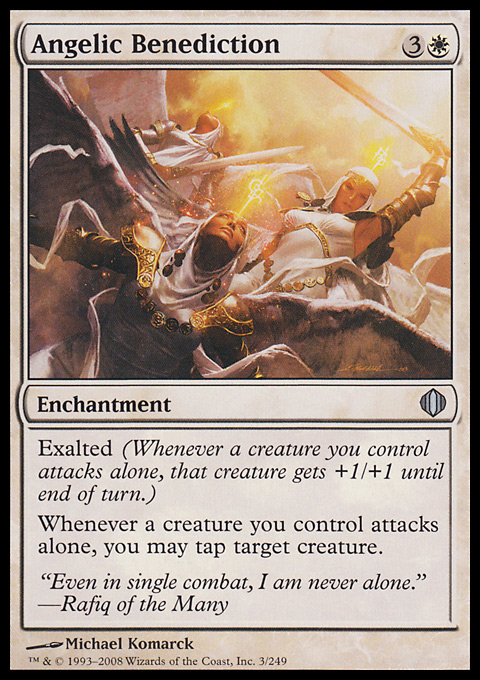 Angelic Benediction 3
Enchantment
Exalted (Whenever a creature you control
attacks alone, that creature gets +1/+1 until
end of turn.)
Whenever a creature you control attacks
alone, you may tap target creature.
“Even in single combat, I am never alone.”
—Rafiq of the Many
Michael Komarck
™ & © 1993–2008 Wizards of the Coast, Inc. 3/249